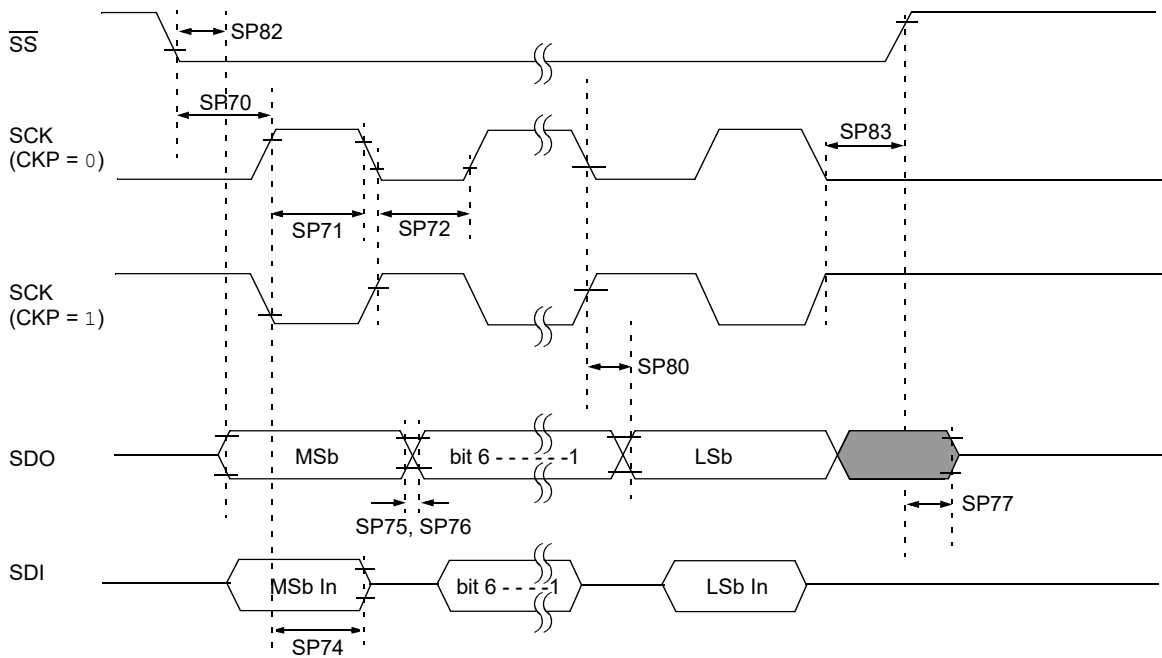 SS
SP82
SP70
SCK
(CKP = 0)
SP83
SP71
SP72
SCK
(CKP = 1)
SP80
SDO
MSb
bit 6 - - - - - -1
LSb
SP75, SP76
SP77
SDI
MSb In
bit 6 - - - -1
LSb In
SP74